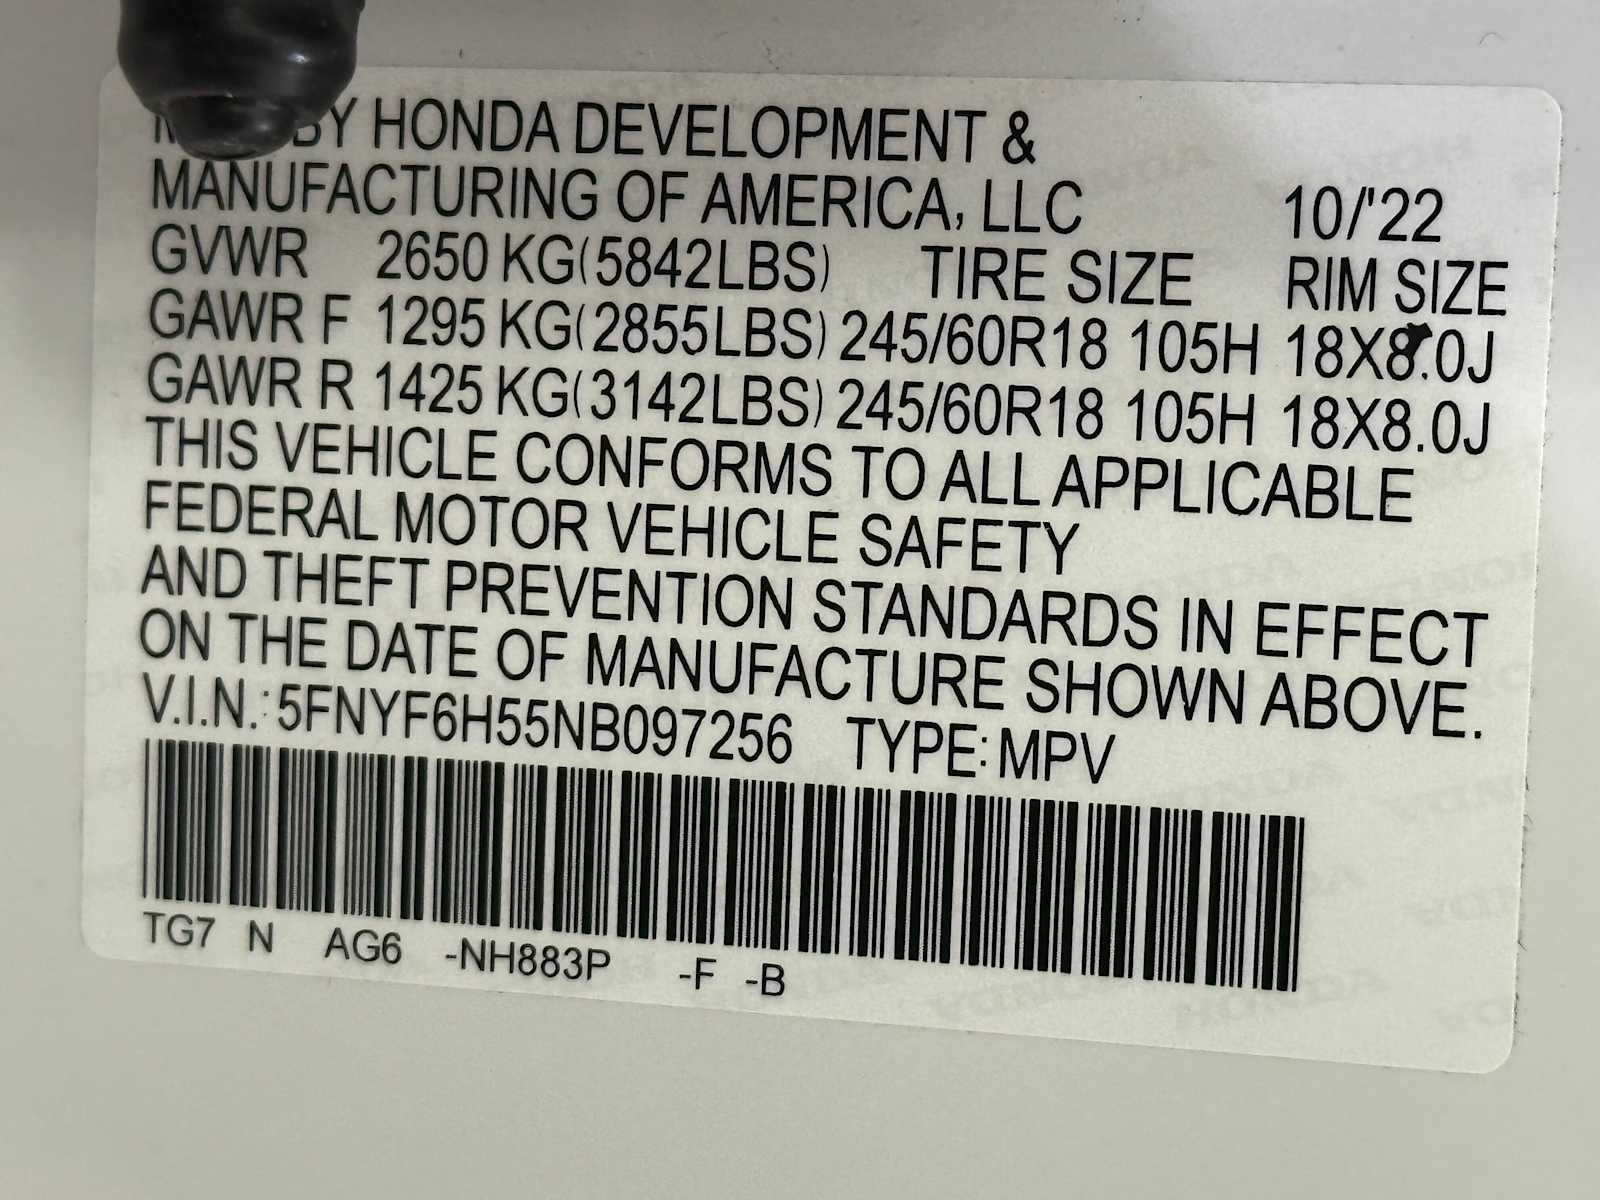 BY HONDA DEVELOPMENT &
MANUFACTURING OF AMERICA, LLC 10/'22
GVWR 2650 KG(5842LBS) TIRE SIZE RIM SIZE
GAWR F 1295 KG(2855LBS) 245/60R18 105H 18X8.0J
GAWR R 1425 KG(3142LBS) 245/60R18 105H 18X8.0J
THIS VEHICLE CONFORMS TO ALL APPLICABLE
FEDERAL MOTOR VEHICLE SAFETY
AND THEFT PREVENTION STANDARDS IN EFFECT
ON THE DATE OF MANUFACTURE SHOWN ABOVE.
V.I.N.: 5FNYF6H55NB097256 TYPE: MPV
TG7 N AG6 -NH883P -F -B